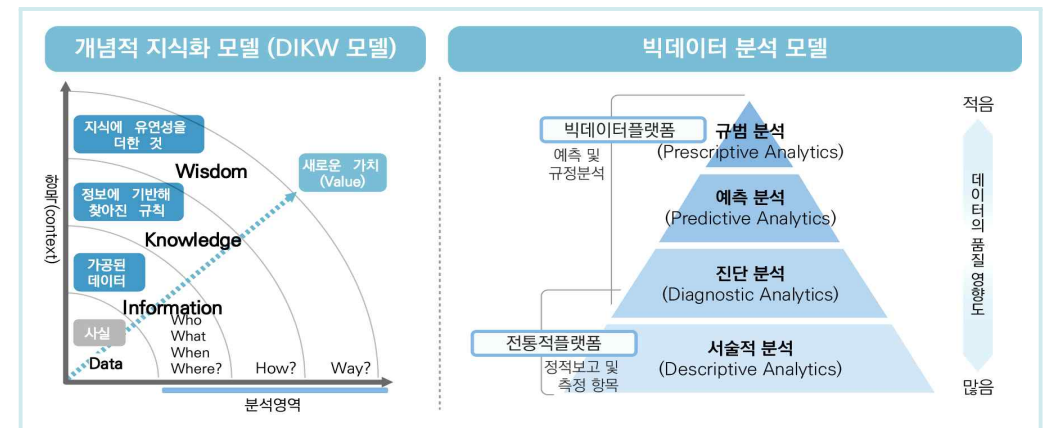 개념적 지식화 모델 (DIKW 모델)
지식에 유연성을
더한 것
Wisdom
새로운 가치
(Value)
항목(context)
정보에 기반해
찾아진 규칙
Knowledge
가공된
데이터
Information
사실
Data
Who
What
When
Where?
How?
Way?
분석영역
빅데이터 분석 모델
빅데이터플랫폼
예측 및
규정분석
규범 분석
(Prescriptive Analytics)
예측 분석
(Predictive Analytics)
진단 분석
(Diagnostic Analytics)
전통적플랫폼
정적보고 및
측정 항목
서술적 분석
(Descriptive Analytics)
적음
데이터의 품질 영향도
많음